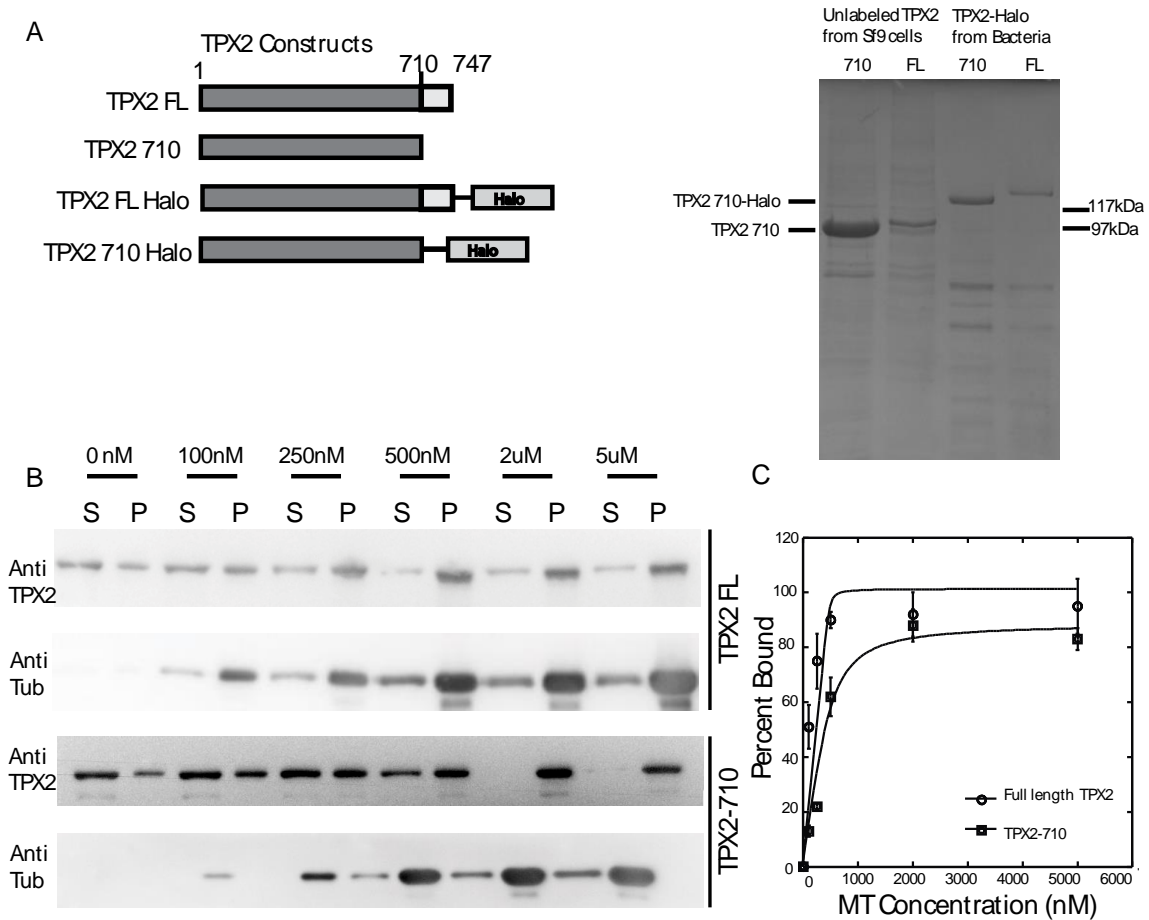 A
TPX2 Constructs
1 710 747
TPX2 FL
TPX2 710
TPX2 FL Halo
Halo
TPX2 710 Halo
Halo
Unlabeled TPX2 TPX2-Halo
from Sf9 cells from Bacteria
710 FL 710 FL
TPX2 710-Halo
TPX2 710
117kDa
97kDa
B
0 nM 100nM 250nM 500nM 2uM 5uM
S P S P S P S P S P S P
Anti
TPX2
Anti
Tub
TPX2 FL
Anti
TPX2
Anti
Tub
TPX2-710
C
120
100
80
60
40
20
0
Percent Bound
Full length TPX2
TPX2-710
0 1000 2000 3000 4000 5000 6000
MT Concentration (nM)